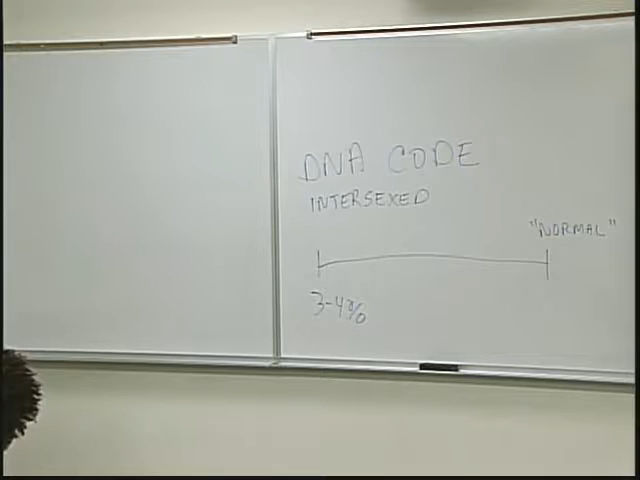 DNA CODE
INTERSEXED
"NORMAL"
3-4%